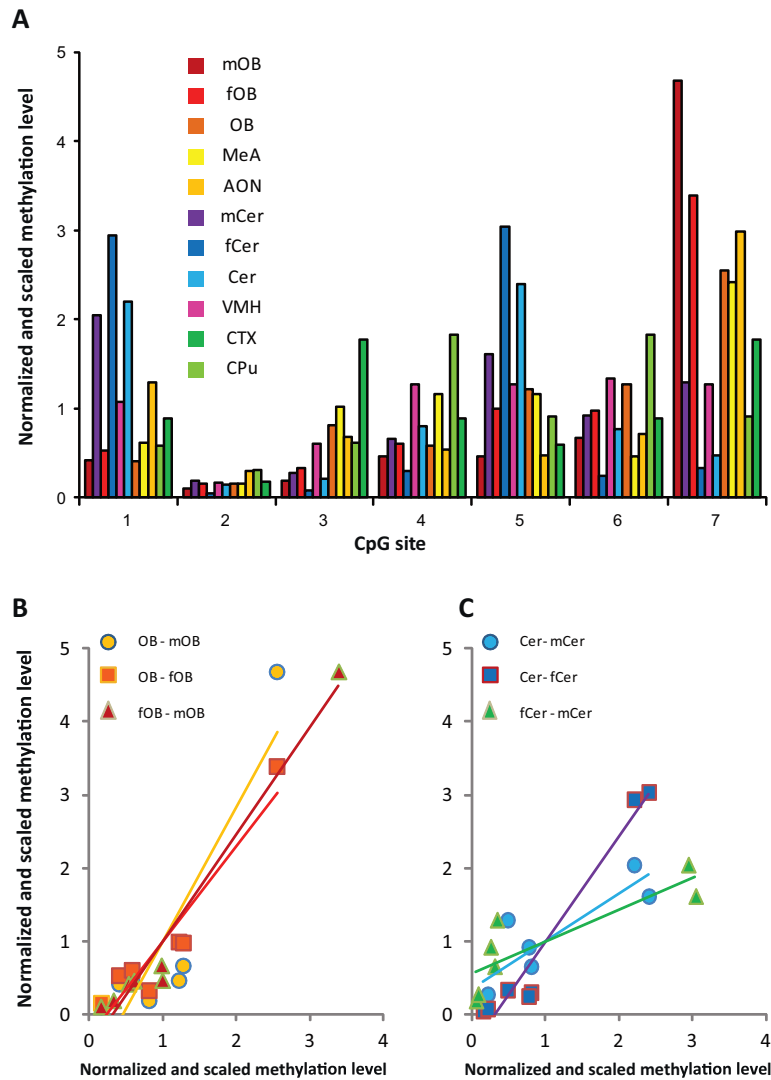 A
Normalized and scaled methylation level
5
4
3
2
1
0
mOB
fOB
OB
MeA
AON
mCer
fCer
Cer
VMH
CTX
CPu
1 2 3 4 5 6 7
CpG site
B
Normalized and scaled methylation level
5
4
3
2
1
0
OB - mOB
OB - fOB
fOB - mOB
0 1 2 3 4
Normalized and scaled methylation level
C
Normalized and scaled methylation level
5
4
3
2
1
0
Cer- mCer
Cer- fCer
fCer - mCer
0 1 2 3 4
Normalized and scaled methylation level